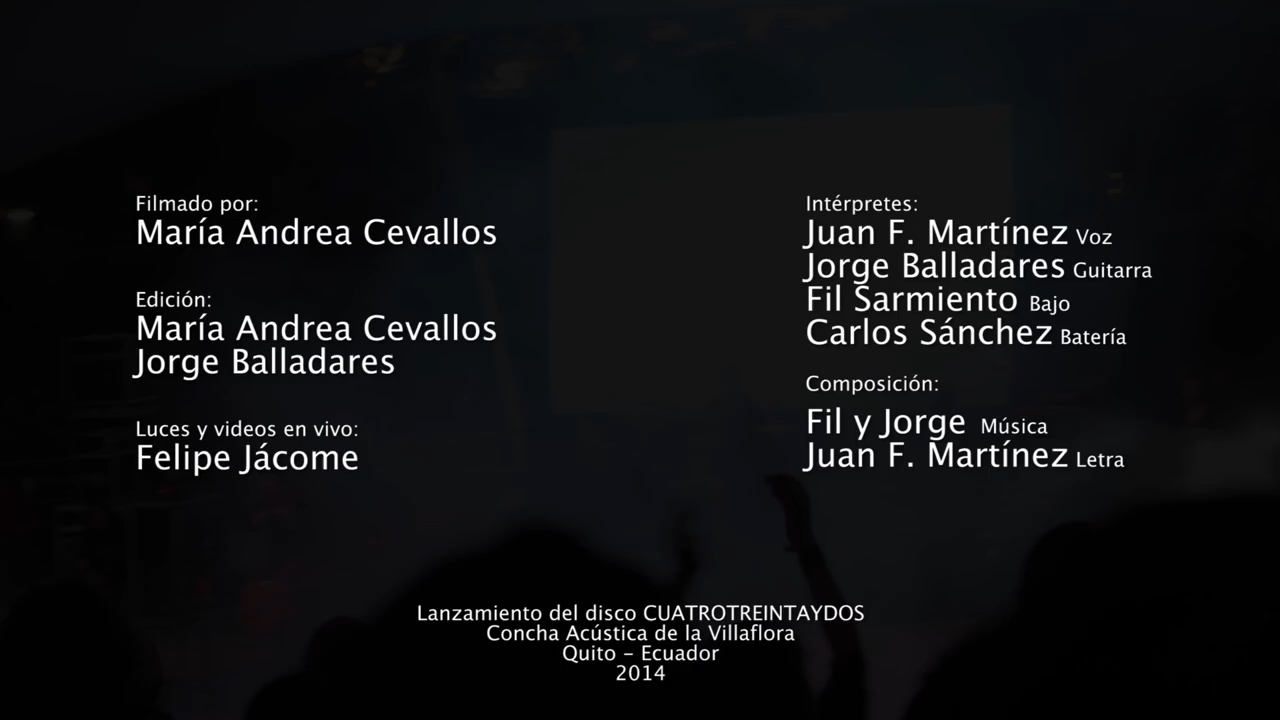 Filmado por:
María Andrea Cevallos
Edición:
María Andrea Cevallos
Jorge Balladares
Luces y videos en vivo:
Felipe Jácome
Intérpretes:
Juan F. Martínez Voz
Jorge Balladares Guitarra
Fil Sarmiento Bajo
Carlos Sánchez Batería
Composición:
Fil y Jorge Música
Juan F. Martínez Letra
Lanzamiento del disco CUATROTREINTAYDOS
Concha Acústica de la Villaflora
Quito – Ecuador
2014